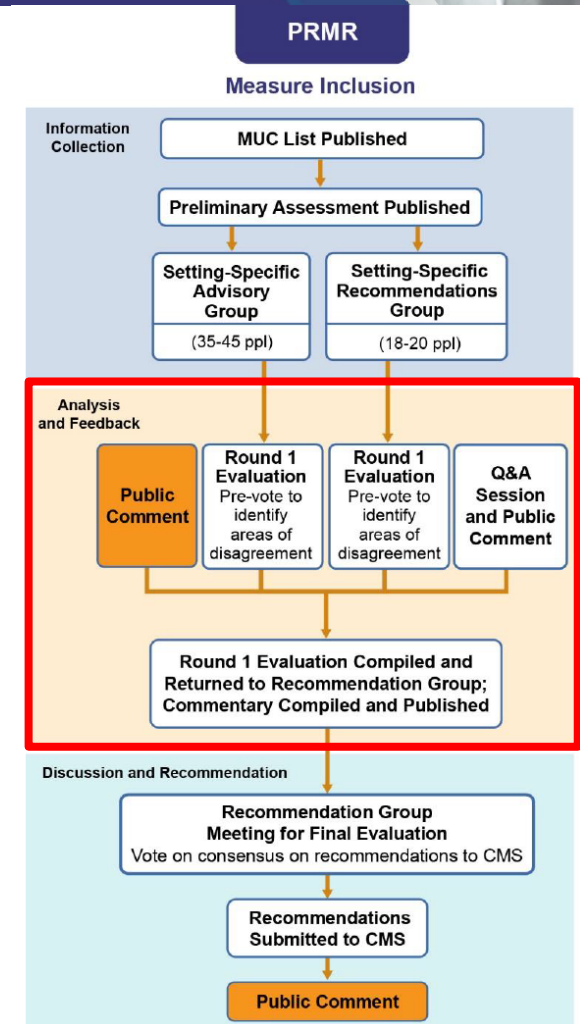 PRMR
Measure Inclusion
Information
Collection
MUC List Published
Preliminary Assessment Published
Setting-Specific
Advisory
Group
(35-45 ppl)
Setting-Specific
Recommendations
Group
(18-20 ppl)
Analysis
and Feedback
Public
Comment
Round 1
Evaluation
Pre-vote to
identify
areas of
disagreement
Round 1
Evaluation
Pre-vote to
identify
areas of
disagreement
Q&A
Session
and Public
Comment
Round 1 Evaluation Compiled and
Returned to Recommendation Group;
Commentary Compiled and Published
Discussion and Recommendation
Recommendation Group
Meeting for Final Evaluation
Vote on consensus on recommendations to CMS
Recommendations
Submitted to CMS
Public Comment